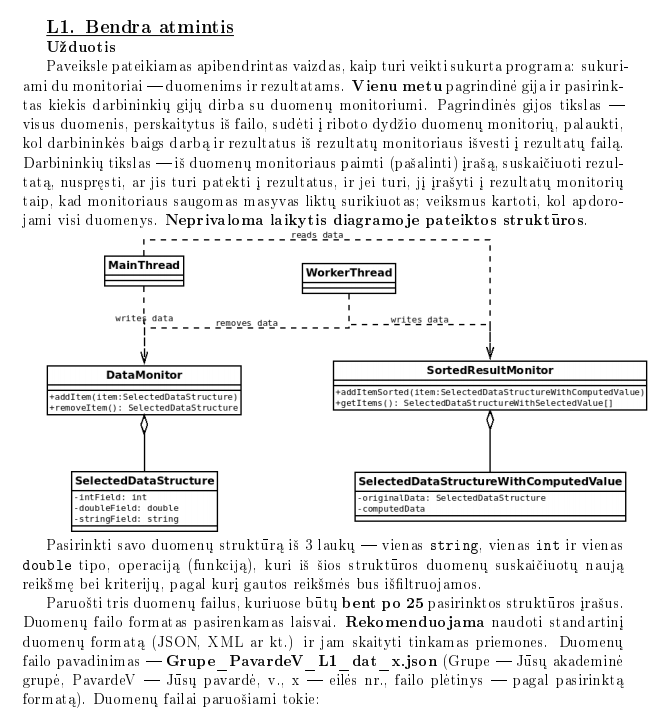 L1. Bendra atmintis
Užduotis
Paveiksle pateikiamas apibendrintas vaizdas, kaip turi veikti sukurta programa: sukuri-
ami du monitoriai — duomenims ir rezultatams. Vienu metu pagrindinė gija ir pasirink-
tas kiekis darbininkių gijų dirba su duomenų monitoriumi. Pagrindinės gijos tikslas —
visus duomenis, perskaitytus iš failo, sudėti į riboto dydžio duomenų monitorių, palaukti,
kol darbininkės baigs darbą ir rezultatus iš rezultatų monitoriaus išvesti į rezultatų failą.
Darbininkių tikslas — iš duomenų monitoriaus paimti (pašalinti) įrašą, suskaičiuoti rezul-
tatą, nuspręsti, ar jis turi patekti į rezultatus, ir jei turi, jį įrašyti į rezultatų monitorių
taip, kad monitoriaus saugomas masyvas liktų surikiuotas; veiksmus kartoti, kol apdoro-
jami visi duomenys. Neprivaloma laikytis diagramoje pateiktos struktūros.
reads data
MainThread
WorkerThread
writes data
removes data
writes data
DataMonitor
+addItem(item:SelectedDataStructure)
+removeItem(): SelectedDataStructure
SortedResultMonitor
+addItemSorted(item:SelectedDataStructureWithComputedValue)
+getItems(): SelectedDataStructureWithSelectedValue[]
SelectedDataStructure
-intField: int
-doubleField: double
-stringField: string
SelectedDataStructureWithComputedValue
-originalData: SelectedDataStructure
-computedData
Pasirinkti savo duomenų struktūrą iš 3 laukų — vienas string, vienas int ir vienas
double tipo, operaciją (funkciją), kuri iš šios struktūros duomenų suskaičiuotų naują
reikšmę bei kriterijų, pagal kurį gautos reikšmės bus išfiltruojamos.
Paruošti tris duomenų failus, kuriuose būtų bent po 25 pasirinktos struktūros įrašus.
Duomenų failo formatas pasirenkamas laisvai. Rekomenduojama naudoti standartinį
duomenų formatą (JSON, XML ar kt.) ir jam skaityti tinkamas priemones. Duomenų
failo pavadinimas — Grupe_PavardeV_L1_dat_x.json (Grupe — Jūsų akademinė
grupė, PavardeV — Jūsų pavardė, v., x — eilės nr., failo plėtinys — pagal pasirinktą
formatą). Duomenų failai paruošiami tokie: